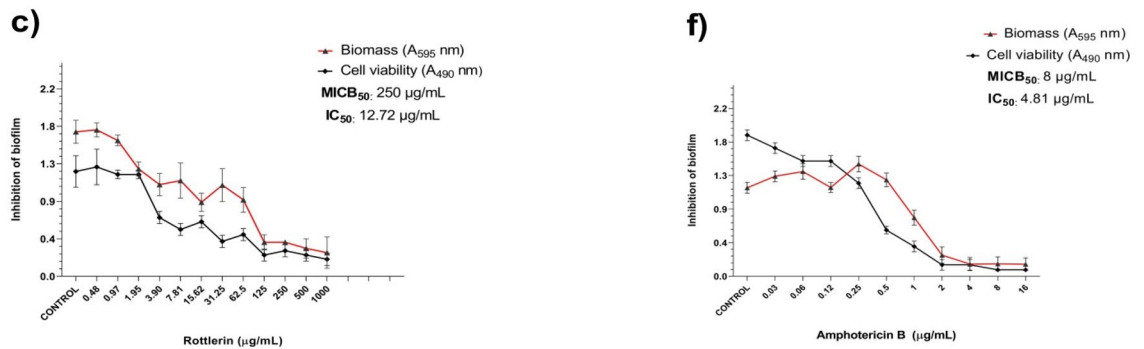 c)
Biomass (A595 nm)
Cell viability (A490 nm)
MICB50: 250 µg/mL
IC50: 12.72 µg/mL
Inhibition of biofilm
2.2
1.8
1.3
0.9
0.4
0.0
CONTROL 0.48 0.97 1.95 3.90 7.81 15.62 31.25 62.5 125 250 500 1000
Rottlerin (µg/mL)
f)
Biomass (A595 nm)
Cell viability (A490 nm)
MICB50: 8 µg/mL
IC50: 4.81 µg/mL
Inhibition of biofilm
2.2
1.8
1.3
0.9
0.4
0.0
CONTROL 0.03 0.06 0.12 0.25 0.5 1 2 4 8 16
Amphotericin B (µg/mL)